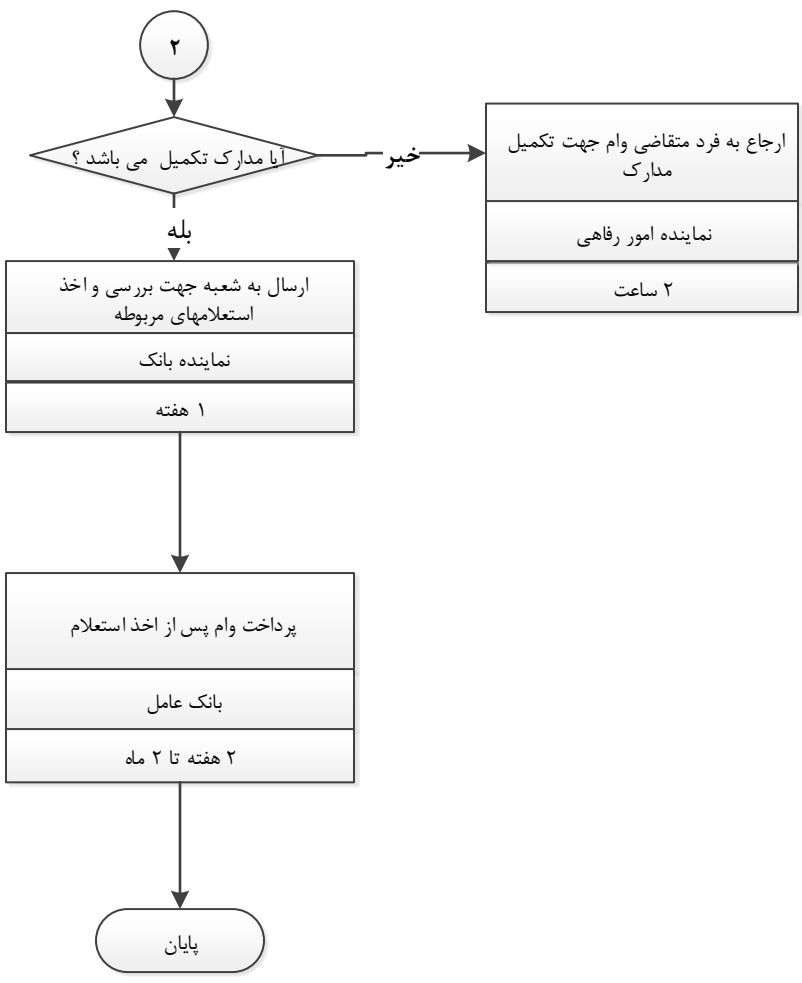 ۲
آیا مدارک تکمیل می باشد ؟
خیر
ارجاع به فرد متقاضی وام جهت تکمیل
مدارک
نماینده امور رفاهی
۲ ساعت
بله
ارسال به شعبه جهت بررسی و اخذ
استعلامهای مربوطه
نماینده بانک
۱ هفته
پرداخت وام پس از اخذ استعلام
بانک عامل
۲ هفته تا ۲ ماه
پایان